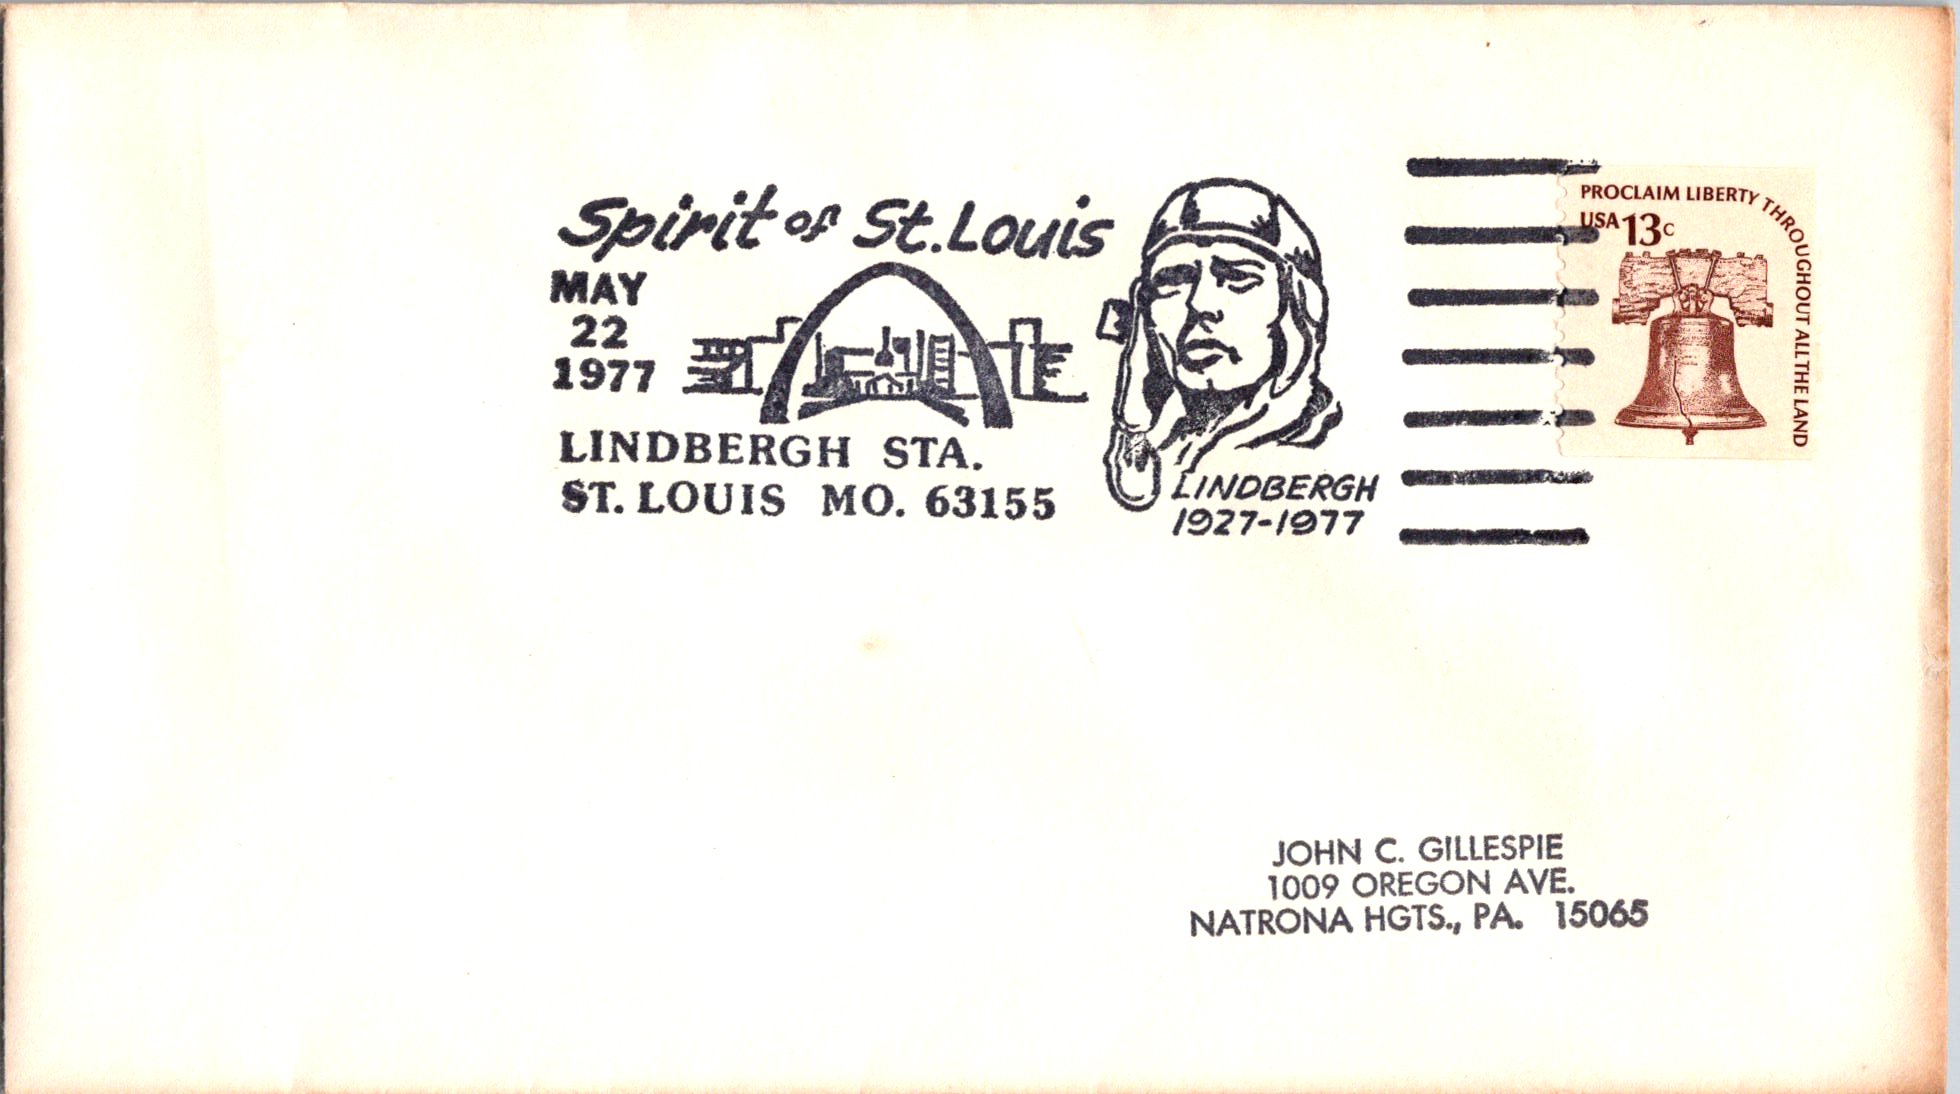 Spirit of St. Louis
MAY
22
1977
LINDBERGH STA.
ST. LOUIS MO. 63155
LINDBERGH
1927-1977
PROCLAIM LIBERTY THROUGHOUT ALL THE LAND
USA 13c
JOHN C. GILLESPIE
1009 OREGON AVE.
NATRONA HGTS., PA. 15065